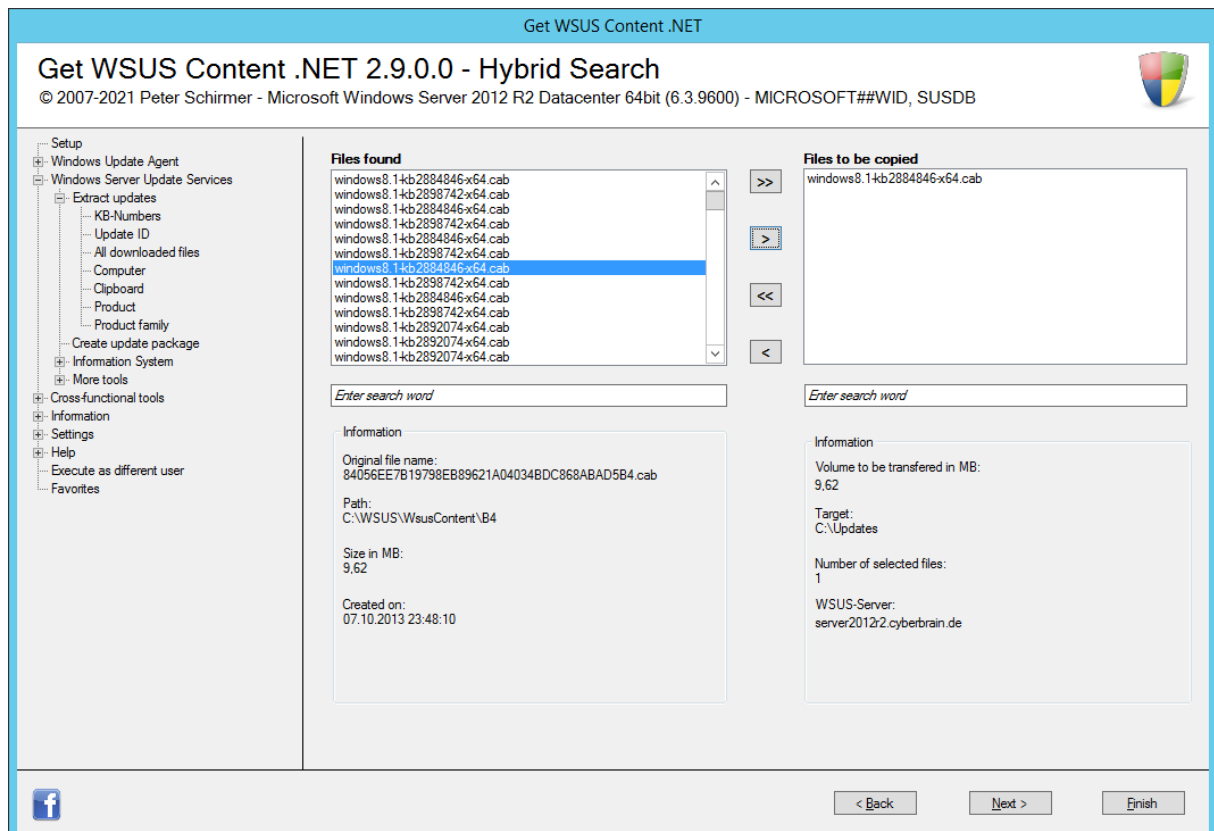 Get WSUS Content .NET
Get WSUS Content .NET 2.9.0.0 - Hybrid Search
© 2007-2021 Peter Schirmer - Microsoft Windows Server 2012 R2 Datacenter 64bit (6.3.9600) - MICROSOFT##WID, SUSDB
Setup
Windows Update Agent
Windows Server Update Services
Extract updates
KB-Numbers
Update ID
All downloaded files
Computer
Clipboard
Product
Product family
Create update package
Information System
More tools
Cross-functional tools
Information
Settings
Help
Execute as different user
Favorites
Files found
windows8.1-kb2884846-x64.cab
windows8.1-kb2898742-x64.cab
windows8.1-kb2884846-x64.cab
windows8.1-kb2898742-x64.cab
windows8.1-kb2884846-x64.cab
windows8.1-kb2898742-x64.cab
windows8.1-kb2884846-x64.cab
windows8.1-kb2898742-x64.cab
windows8.1-kb2884846-x64.cab
windows8.1-kb2898742-x64.cab
windows8.1-kb2892074-x64.cab
windows8.1-kb2892074-x64.cab
windows8.1-kb2892074-x64.cab
Enter search word
Information
Original file name:
84056EE7B19798EB89621A04034BDC868ABAD5B4.cab
Path:
C:\WSUS\WsusContent\B4
Size in MB:
9,62
Created on:
07.10.2013 23:48:10
>>
>
<<
<
Files to be copied
windows8.1-kb2884846-x64.cab
Enter search word
Information
Volume to be transfered in MB:
9,62
Target:
C:\Updates
Number of selected files:
1
WSUS-Server:
server2012r2.cyberbrain.de
f
< Back
Next >
Finish